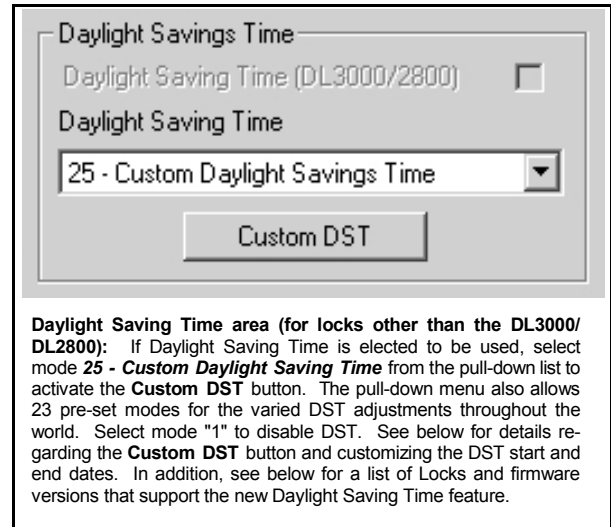 Daylight Savings Time
Daylight Saving Time (DL3000/2800)
Daylight Saving Time
25 - Custom Daylight Savings Time
Custom DST
Daylight Saving Time area (for locks other than the DL3000/
DL2800): If Daylight Saving Time is elected to be used, select
mode 25 - Custom Daylight Saving Time from the pull-down list to
activate the Custom DST button. The pull-down menu also allows
23 pre-set modes for the varied DST adjustments throughout the
world. Select mode "1" to disable DST. See below for details re-
garding the Custom DST button and customizing the DST start and
end dates. In addition, see below for a list of Locks and firmware
versions that support the new Daylight Saving Time feature.